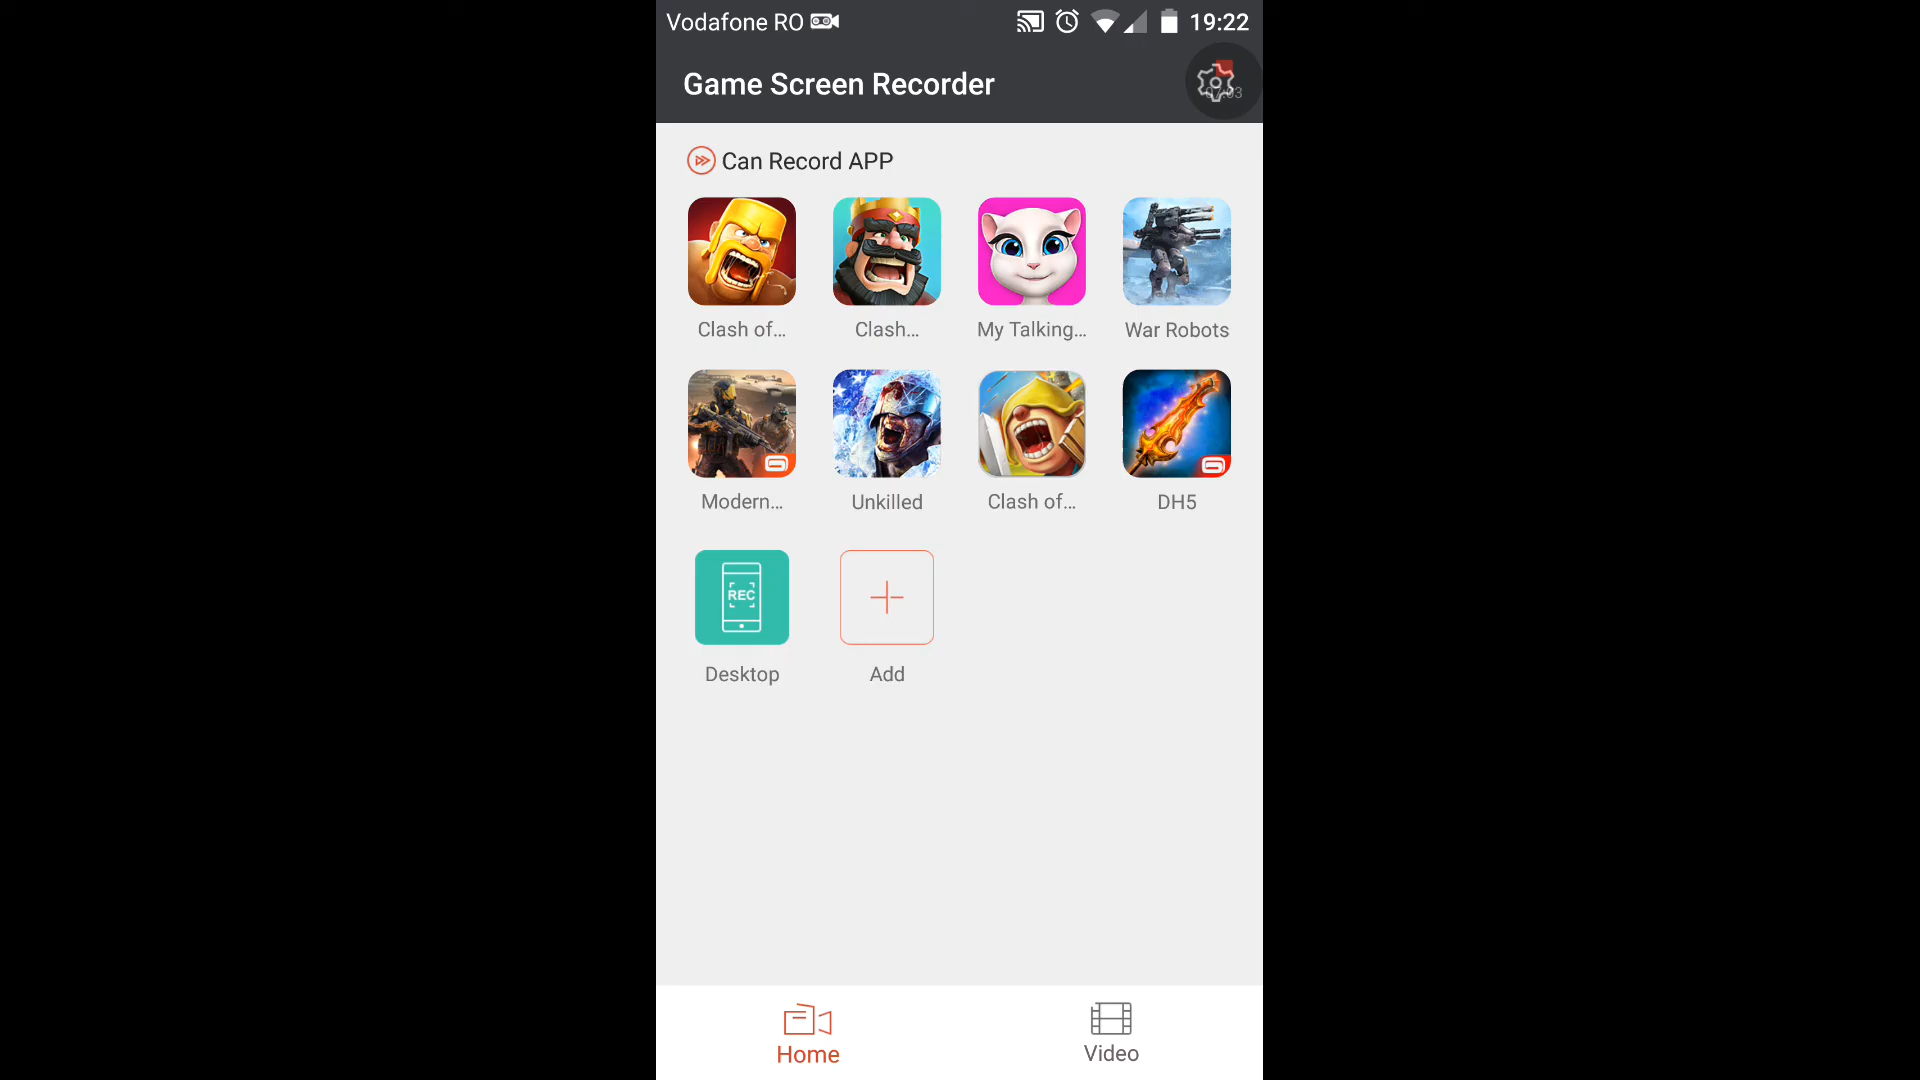 Vodafone RO 19:22
Game Screen Recorder
Can Record APP
Clash of... Clash... My Talking... War Robots
Modern... Unkilled Clash of... DH5
REC
Desktop Add
Home Video